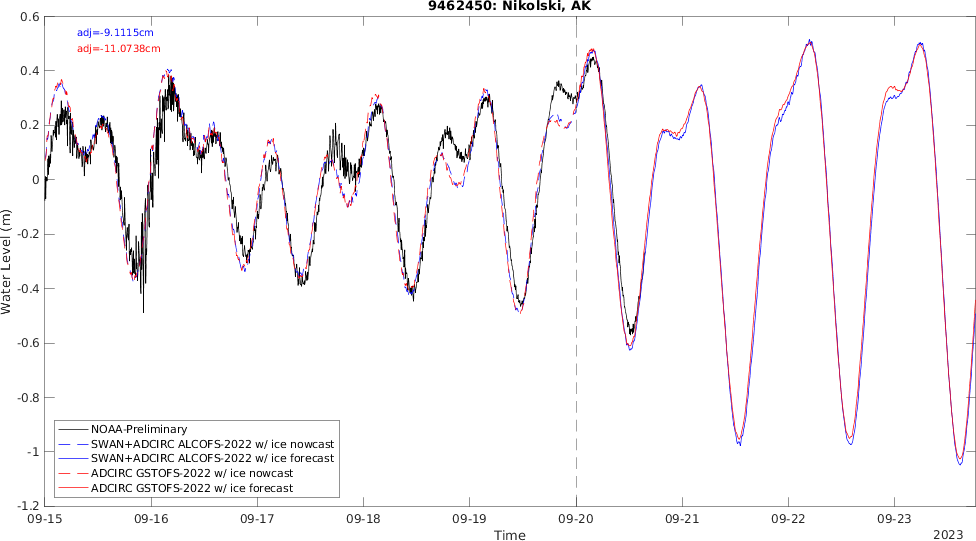 9462450: Nikolski, AK
adj=-9.1115cm
adj=-11.0738cm
0.6
0.4
0.2
0
-0.2
-0.4
-0.6
-0.8
-1
-1.2
Water Level (m)
NOAA-Preliminary
SWAN+ADCIRC ALCOFS-2022 w/ ice nowcast
SWAN+ADCIRC ALCOFS-2022 w/ ice forecast
ADCIRC GSTOFS-2022 w/ ice nowcast
ADCIRC GSTOFS-2022 w/ ice forecast
09-15 09-16 09-17 09-18 09-19 09-20 09-21 09-22 09-23
Time
2023